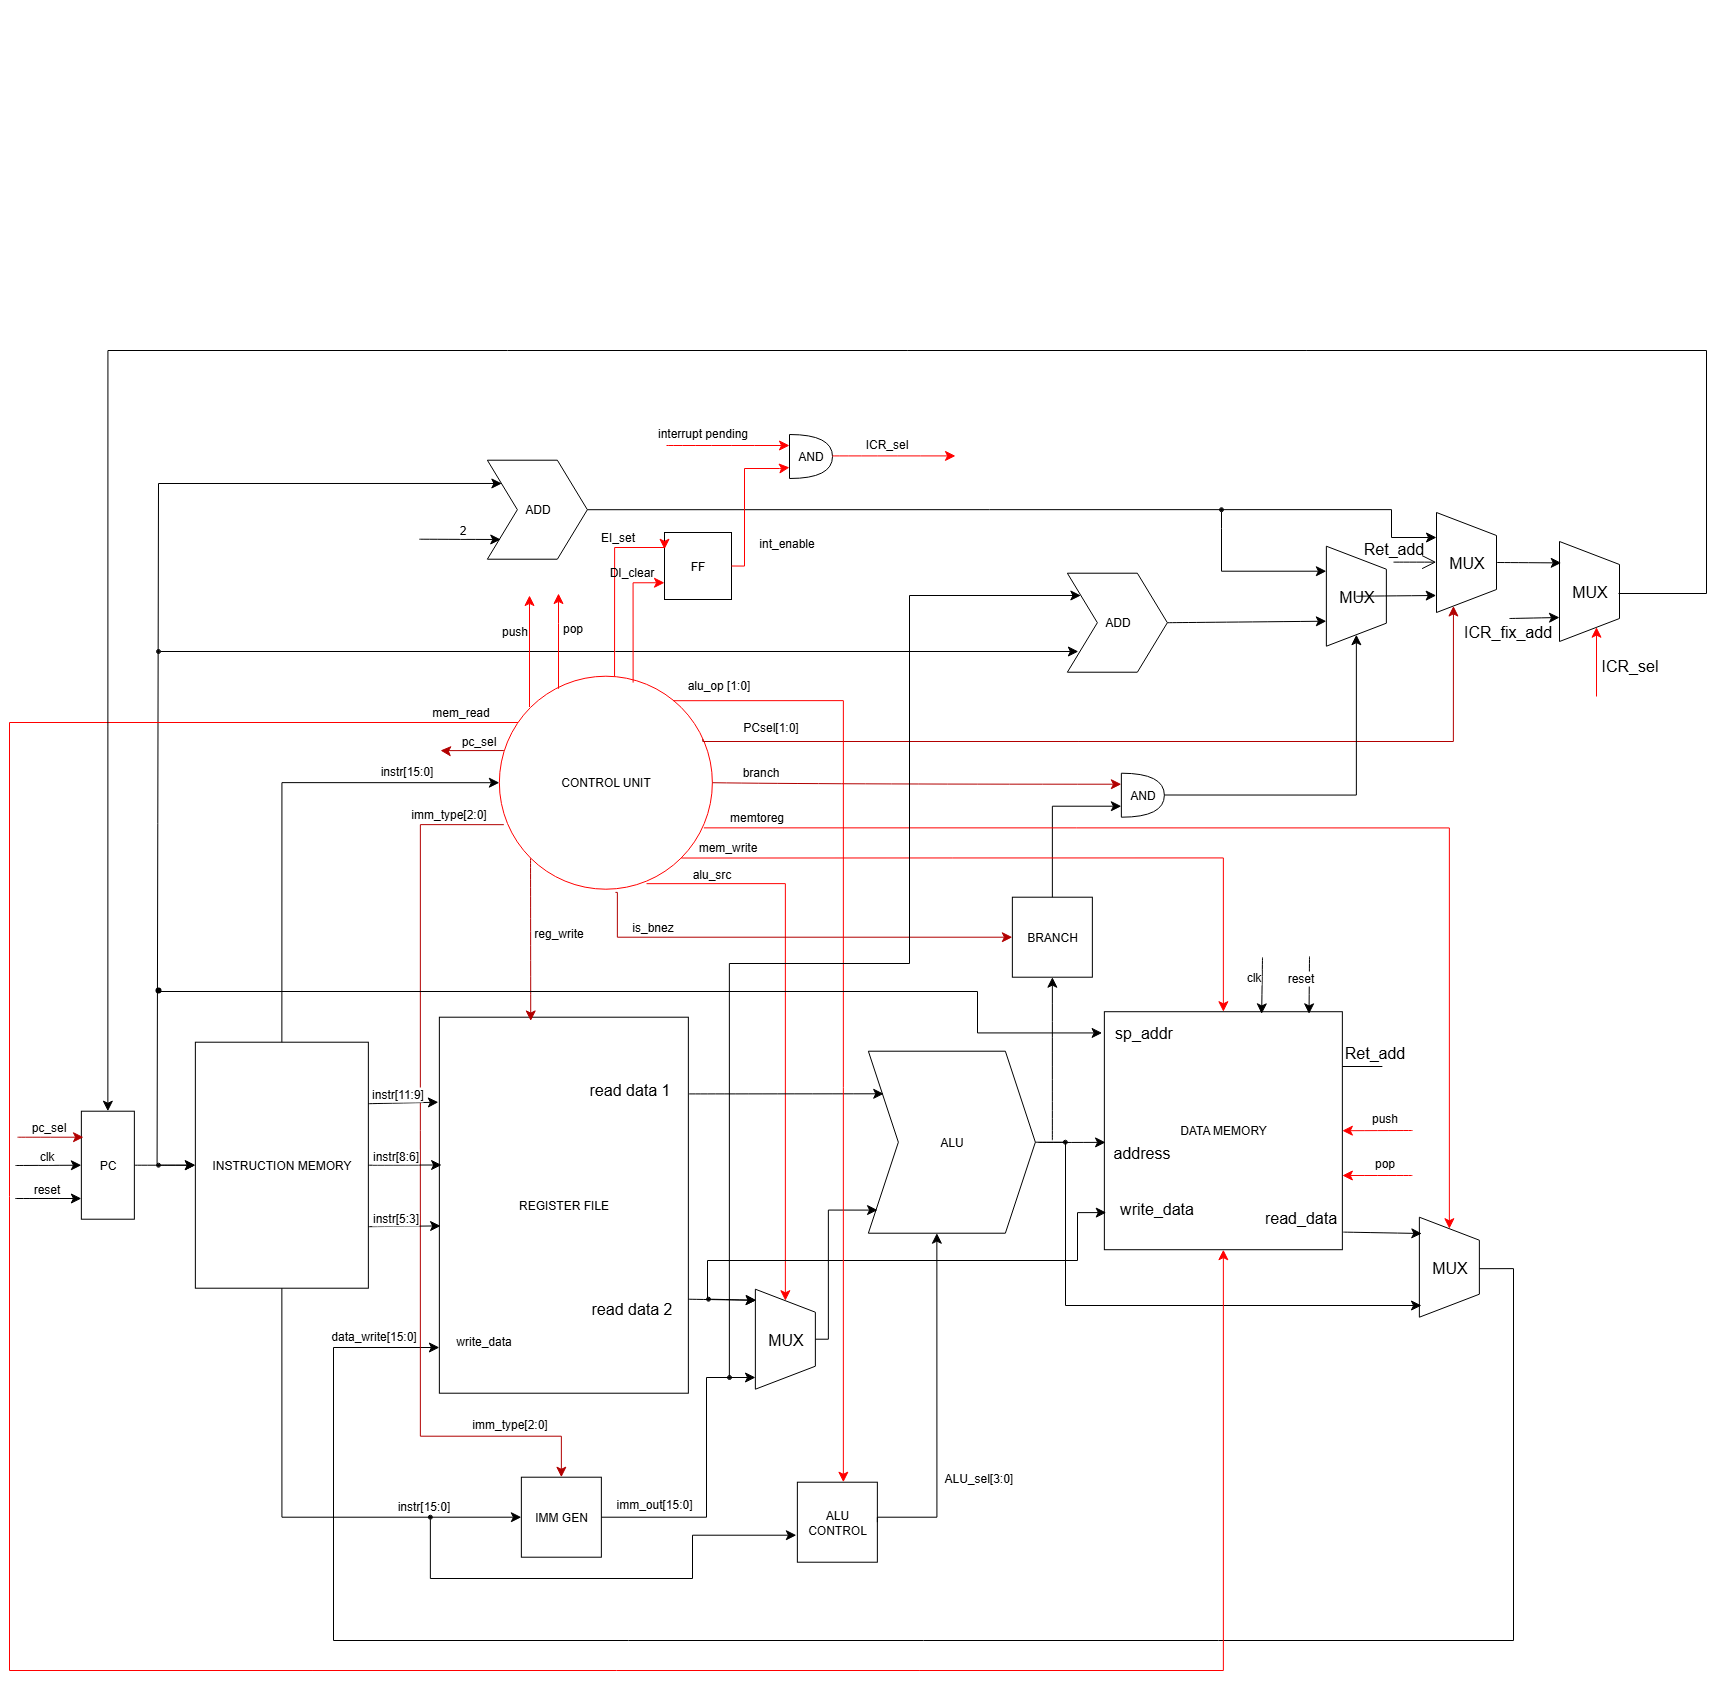 interrupt pending
ICR_sel
AND
ADD
2
EI_set
int_enable
FF
DI_clear
Ret_add
MUX
MUX
MUX
ICR_fix_add
ICR_sel
ADD
push
pop
alu_op [1:0]
mem_read
PCsel[1:0]
pc_sel
instr[15:0]
branch
CONTROL UNIT
AND
imm_type[2:0]
memtoreg
mem_write
alu_src
reg_write
is_bnez
BRANCH
clk
reset
sp_addr
Ret_add
instr[11:9]
read data 1
pc_sel
push
DATA MEMORY
ALU
clk
PC
INSTRUCTION MEMORY
instr[8:6]
address
pop
reset
REGISTER FILE
instr[5:3]
write_data
read_data
MUX
read data 2
data_write[15:0]
write_data
MUX
imm_type[2:0]
ALU_sel[3:0]
instr[15:0]
imm_out[15:0]
IMM GEN
ALU
CONTROL